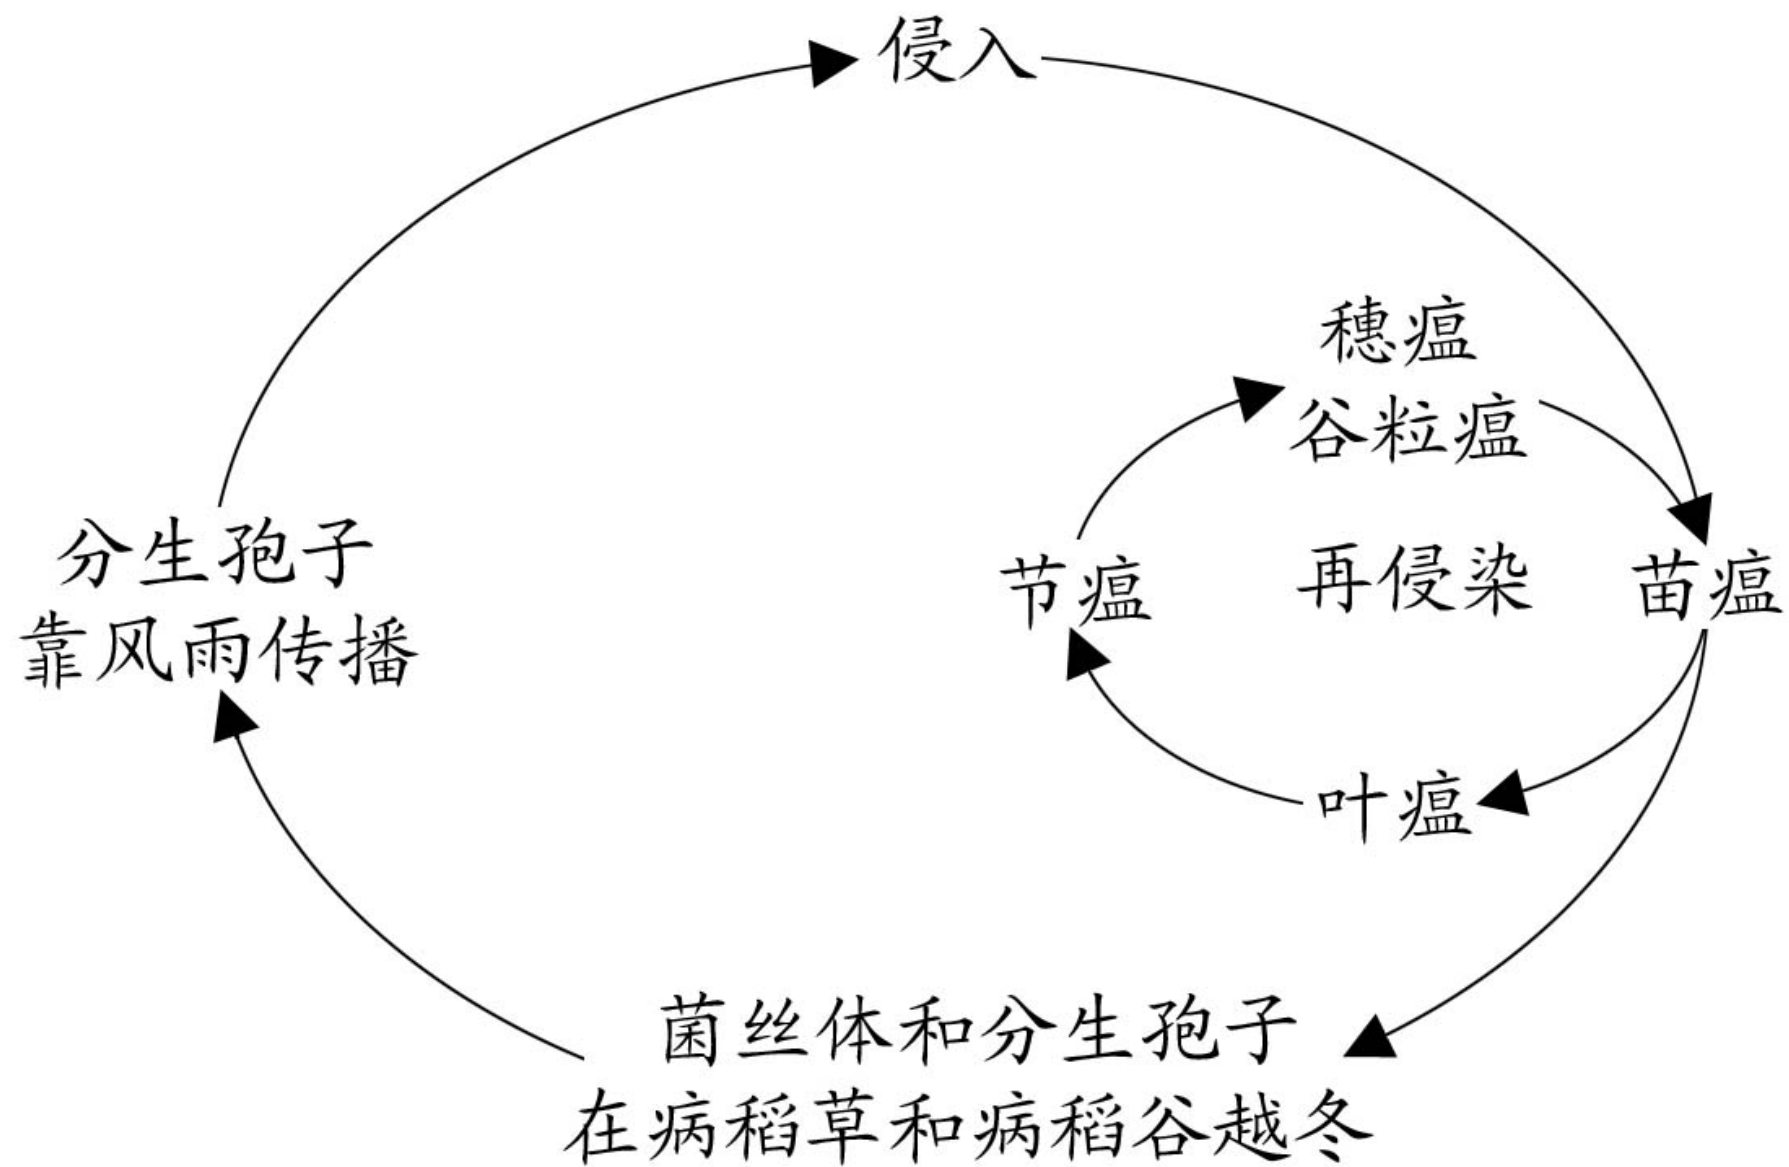 侵入
穗瘟
谷粒瘟
分生孢子
靠风雨传播
节瘟
再侵染
苗瘟
叶瘟
菌丝体和分生孢子
在病稻草和病稻谷越冬